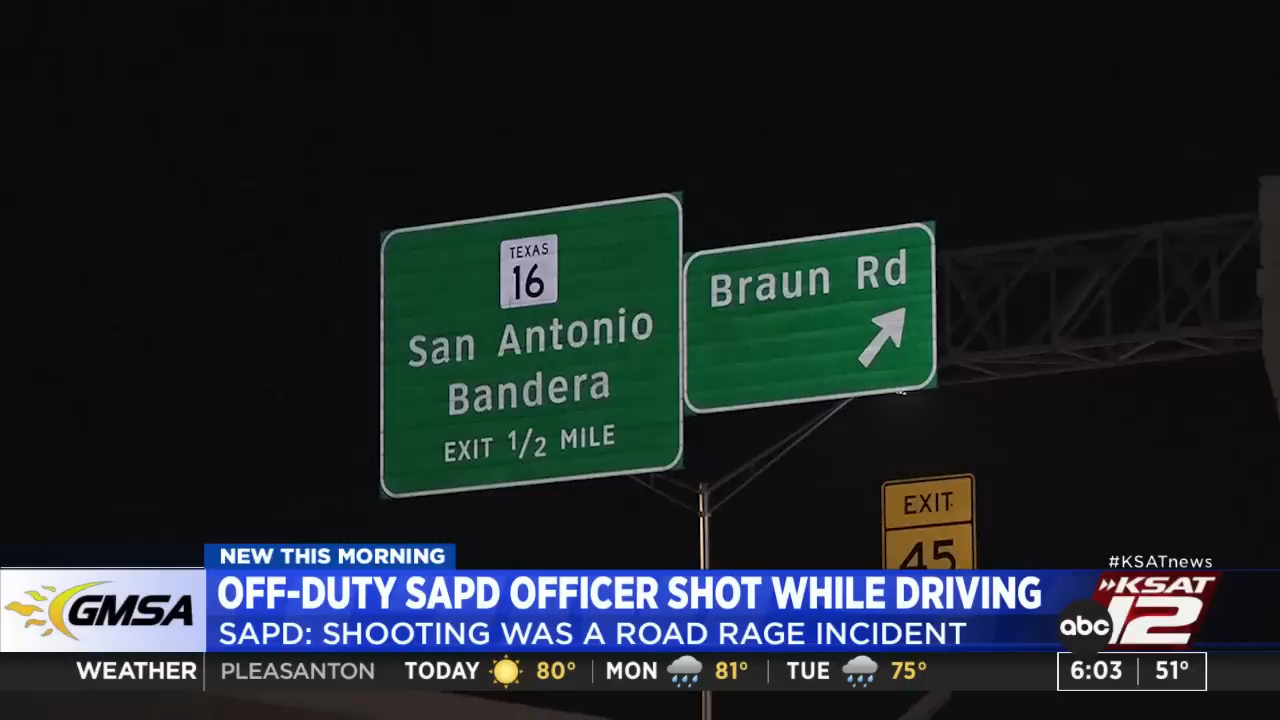 TEXAS
16
San Antonio
Bandera
EXIT 1/2 MILE
Braun Rd
EXIT
45
#KSATnews
NEW THIS MORNING
GMSA
OFF-DUTY SAPD OFFICER SHOT WHILE DRIVING
SAPD: SHOOTING WAS A ROAD RAGE INCIDENT
KSAT
abc 12
WEATHER PLEASANTON TODAY 80° MON 81° TUE 75°
6:03 51°